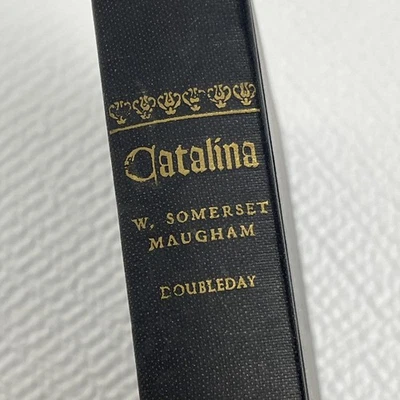 Catalina
W. SOMERSET
MAUGHAM
DOUBLEDAY